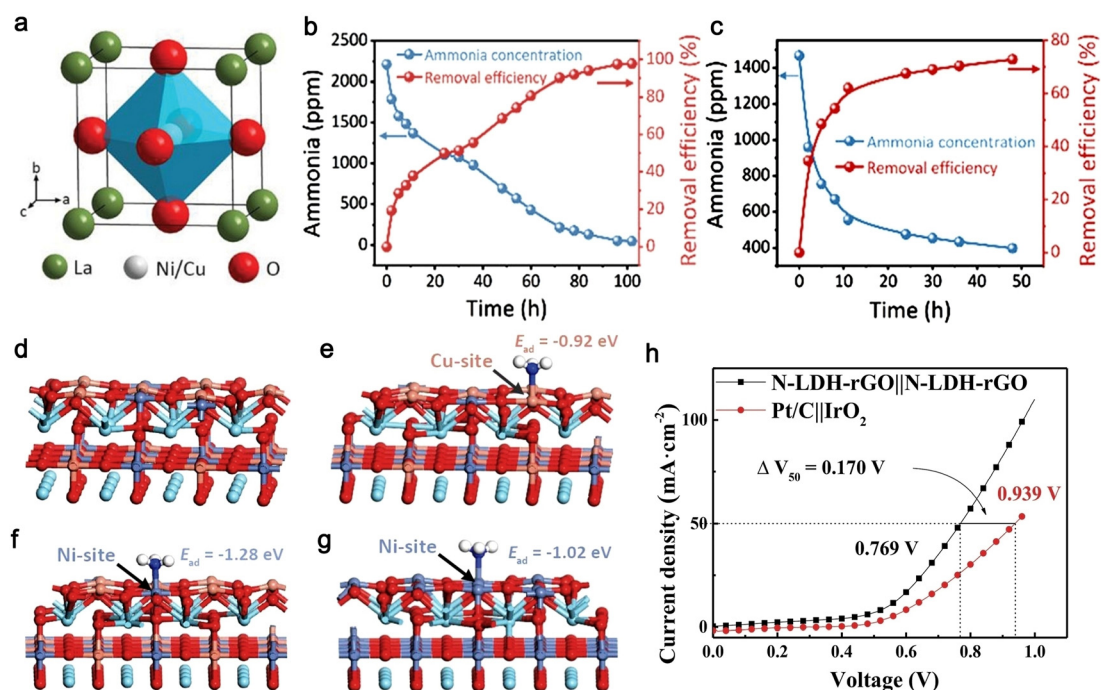 a
b
a
c
La
Ni/Cu
O
b
2500
2000
1500
1000
500
0
Ammonia (ppm)
Ammonia concentration
Removal efficiency
100
80
60
40
20
0
Removal efficiency (%)
0
20
40
60
80
100
Time (h)
c
1400
1200
1000
800
600
400
Ammonia (ppm)
Ammonia concentration
Removal efficiency
80
60
40
20
0
Removal efficiency (%)
0
10
20
30
40
50
Time (h)
d
e
Ead = -0.92 eV
Cu-site
f
Ni-site
Ead = -1.28 eV
g
Ni-site
Ead = -1.02 eV
h
N-LDH-rGO||N-LDH-rGO
Pt/C||IrO2
Δ V50 = 0.170 V
0.939 V
0.769 V
100
50
0
Current density (mA·cm-2)
0.0
0.2
0.4
0.6
0.8
1.0
Voltage (V)